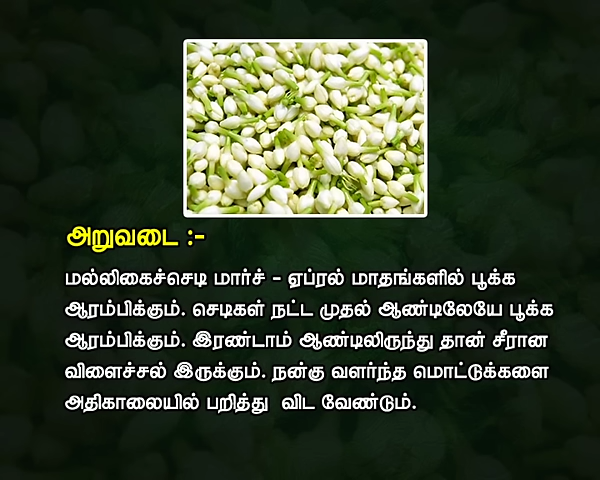 அறுவடை :-
மல்லிகைச்செடி மார்ச் - ஏப்ரல் மாதங்களில் பூக்க
ஆரம்பிக்கும். செடிகள் நட்ட முதல் ஆண்டிலேயே பூக்க
ஆரம்பிக்கும். இரண்டாம் ஆண்டிலிருந்து தான் சீரான
விளைச்சல் இருக்கும். நன்கு வளர்ந்த மொட்டுக்களை
அதிகாலையில் பறித்து விட வேண்டும்.